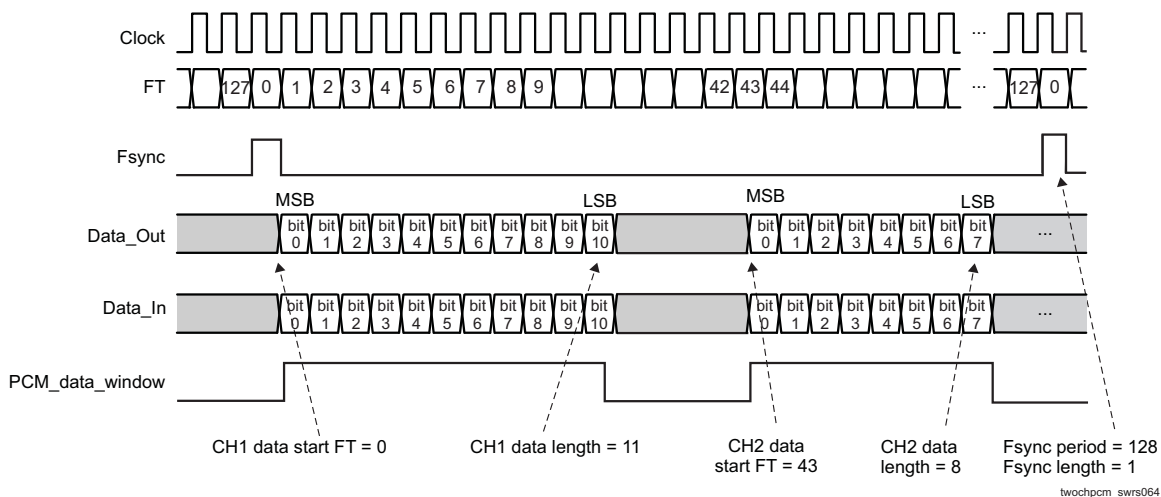 Clock ...
FT 127 0 1 2 3 4 5 6 7 8 9 42 43 44 ... 127 0
Fsync
MSB LSB MSB LSB
Data_Out bit 0 bit 1 bit 2 bit 3 bit 4 bit 5 bit 6 bit 7 bit 8 bit 9 bit 10 bit 0 bit 1 bit 2 bit 3 bit 4 bit 5 bit 6 bit 7 ...
Data_In bit 0 bit 1 bit 2 bit 3 bit 4 bit 5 bit 6 bit 7 bit 8 bit 9 bit 10 bit 0 bit 1 bit 2 bit 3 bit 4 bit 5 bit 6 bit 7 ...
PCM_data_window
CH1 data start FT = 0
CH1 data length = 11
CH2 data
start FT = 43
CH2 data
length = 8
Fsync period = 128
Fsync length = 1
twochpcm_swrs064